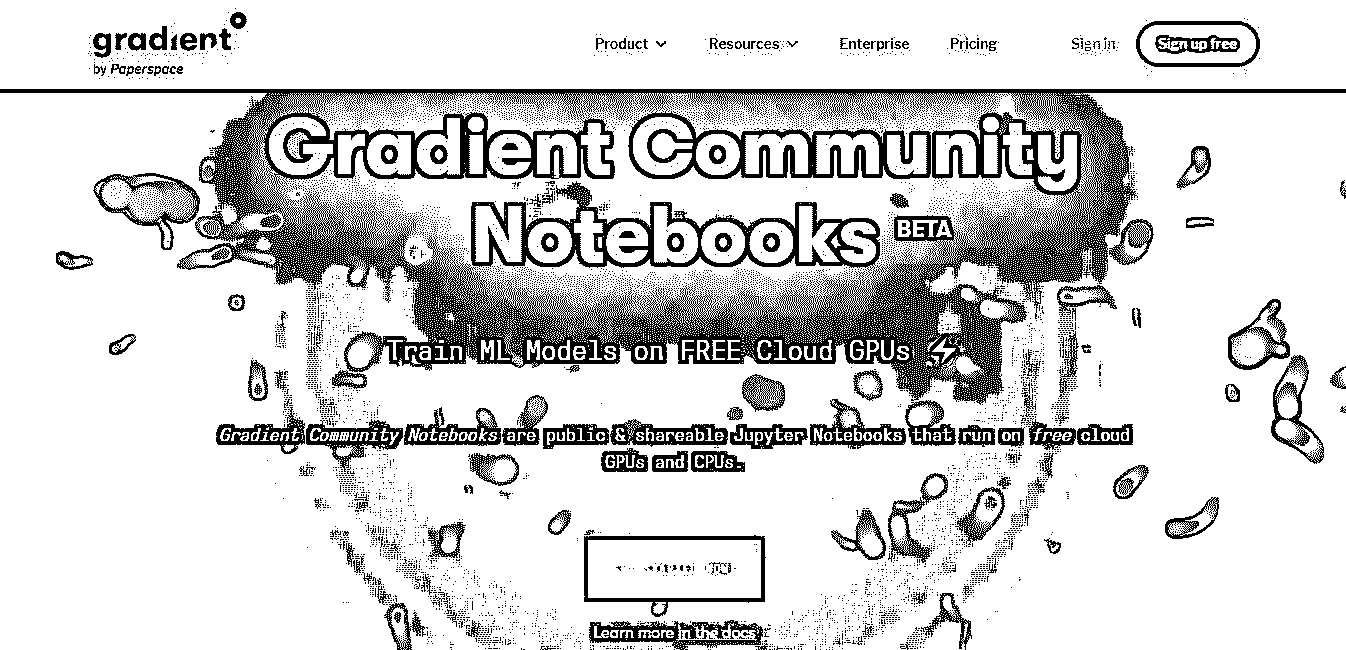 gradient
by Paperspace
Product
Resources
Enterprise
Pricing
Sign in
Sign up free
Gradient Community
Notebooks BETA
Train ML Models on FREE Cloud GPUs
Gradient Community Notebooks are public & shareable Jupyter Notebooks that run on free cloud
GPUs and CPUs.
Learn more in the docs